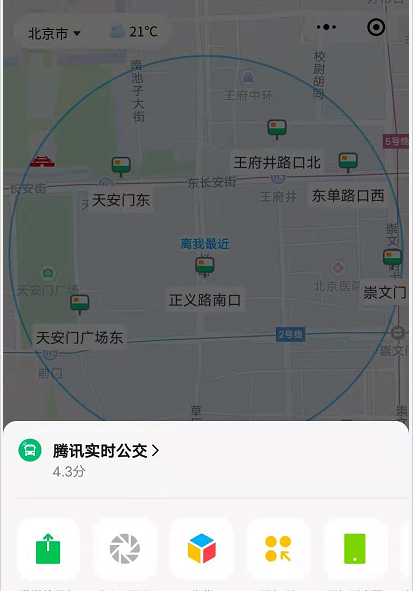 北京市
21°C
南池子大街
校尉胡同
王府中环
5号线
王府井路口北
长安街
天安门东
东长安街
王府井
东单路口西
离我最近
崇文门
天安门广场
正义路南口
北京医院
崇文门
天安门广场东
2号线
崇文门
前门
腾讯实时公交
4.3分